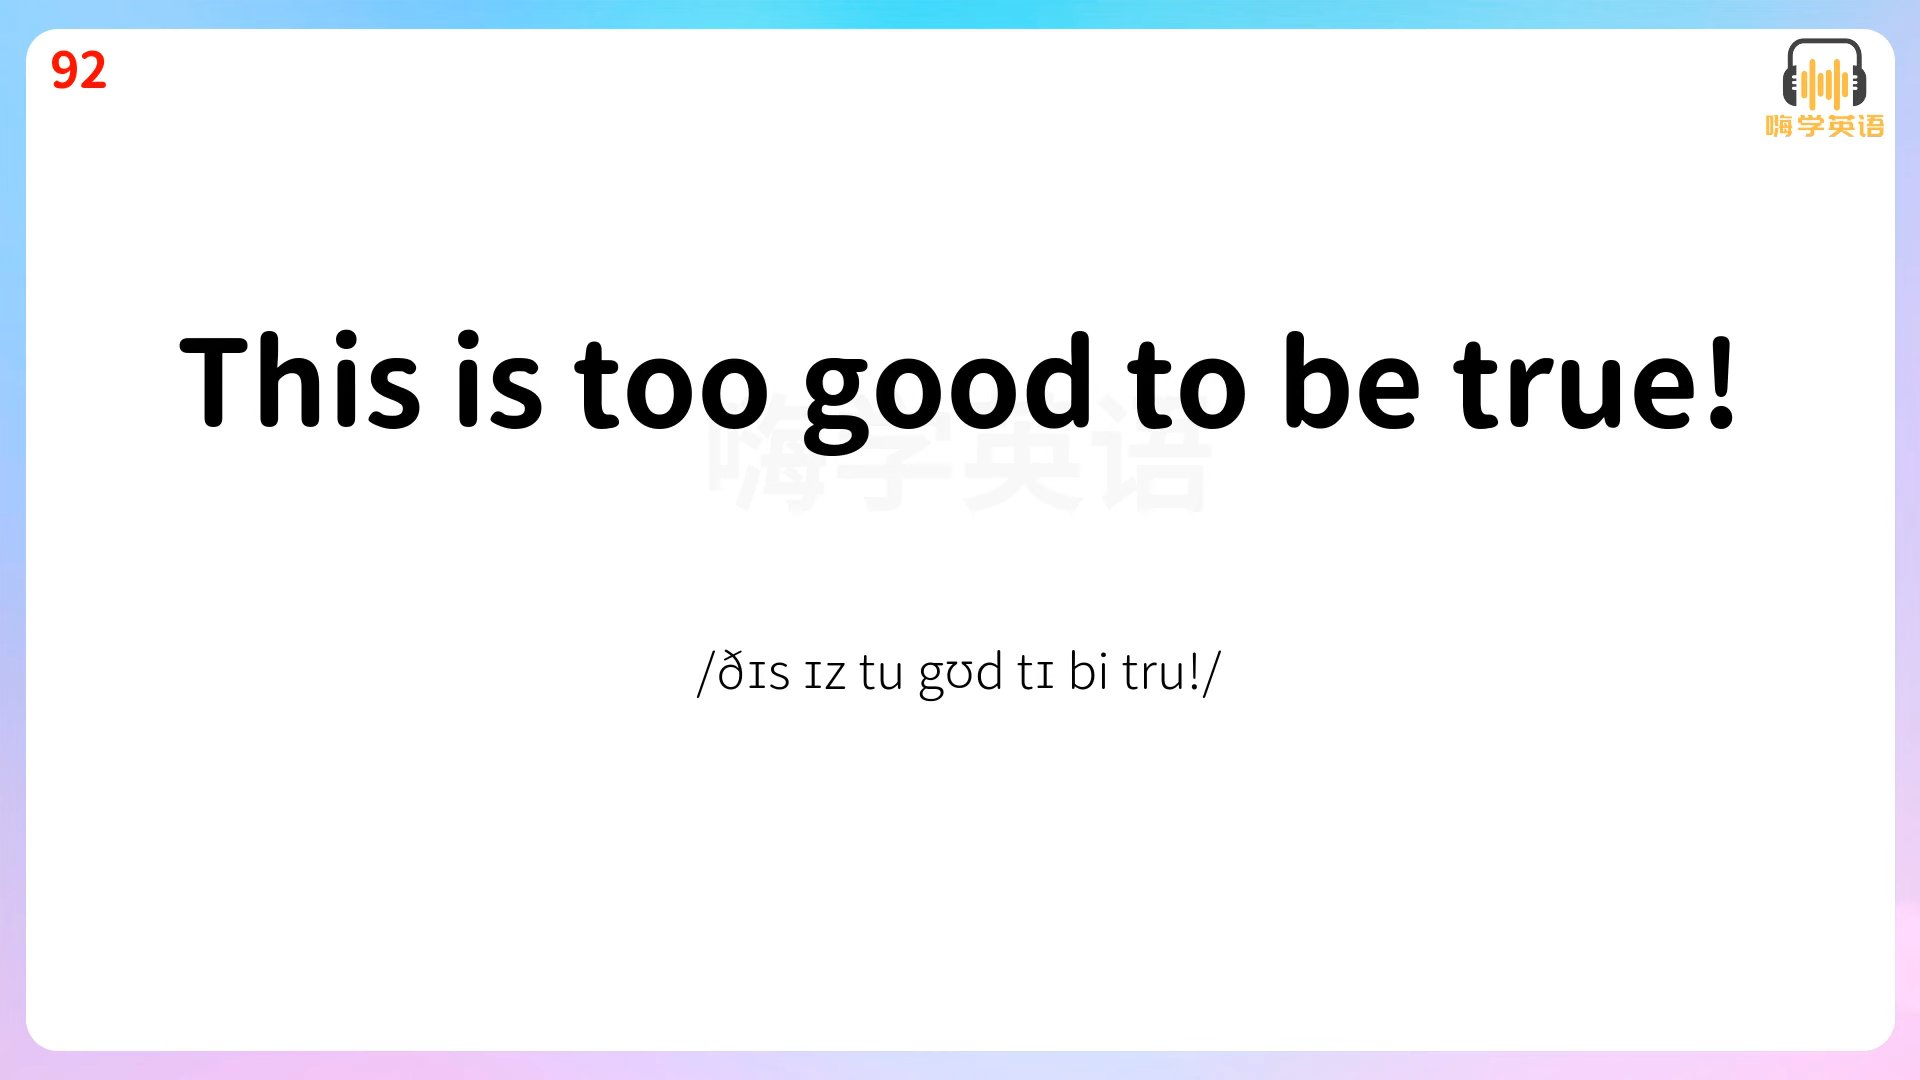 92
嗨学英语
This is too good to be true!
嗨学英语
/ðɪs ɪz tu gʊd tɪ bi tru!/